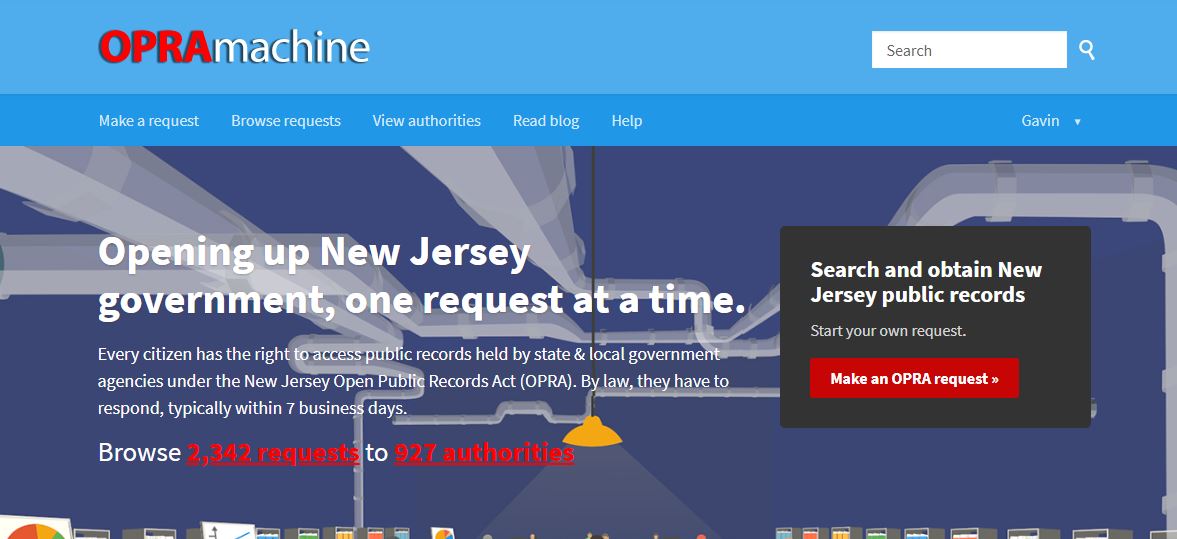 OPRAmachine
Search
Make a request
Browse requests
View authorities
Read blog
Help
Gavin ▾
Opening up New Jersey
government, one request at a time.
Every citizen has the right to access public records held by state & local government
agencies under the New Jersey Open Public Records Act (OPRA). By law, they have to
respond, typically within 7 business days.
Browse 2,342 requests to 927 authorities
Search and obtain New
Jersey public records
Start your own request.
Make an OPRA request »